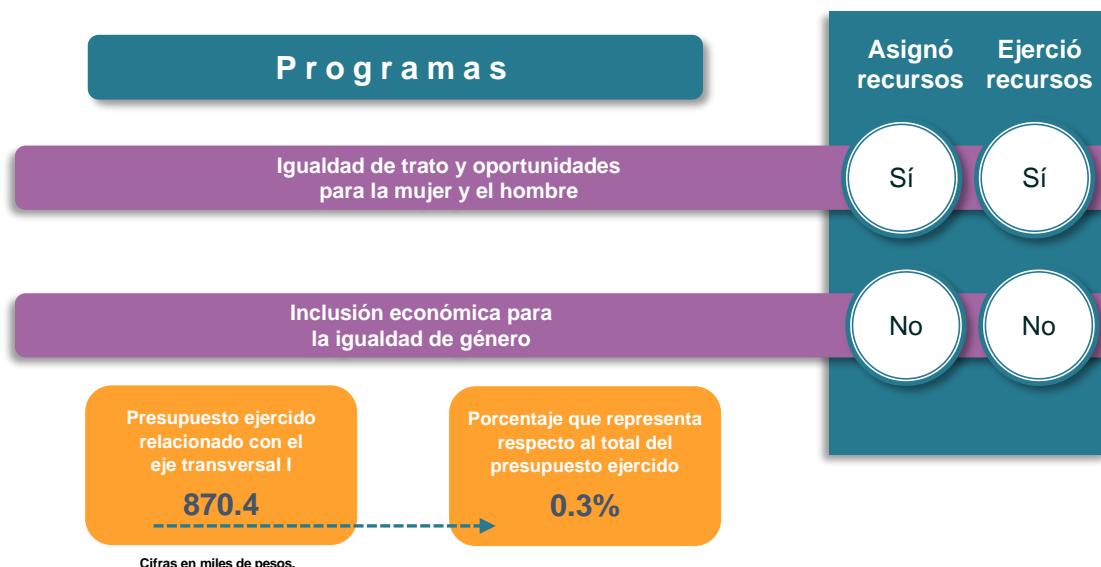 Programas
Asignó
recursos
Ejerció
recursos
Igualdad de trato y oportunidades
para la mujer y el hombre
Sí
Sí
Inclusión económica para
la igualdad de género
No
No
Presupuesto ejercido
relacionado con el
eje transversal I
870.4
Porcentaje que representa
respecto al total del
presupuesto ejercido
0.3%
Cifras en miles de pesos.